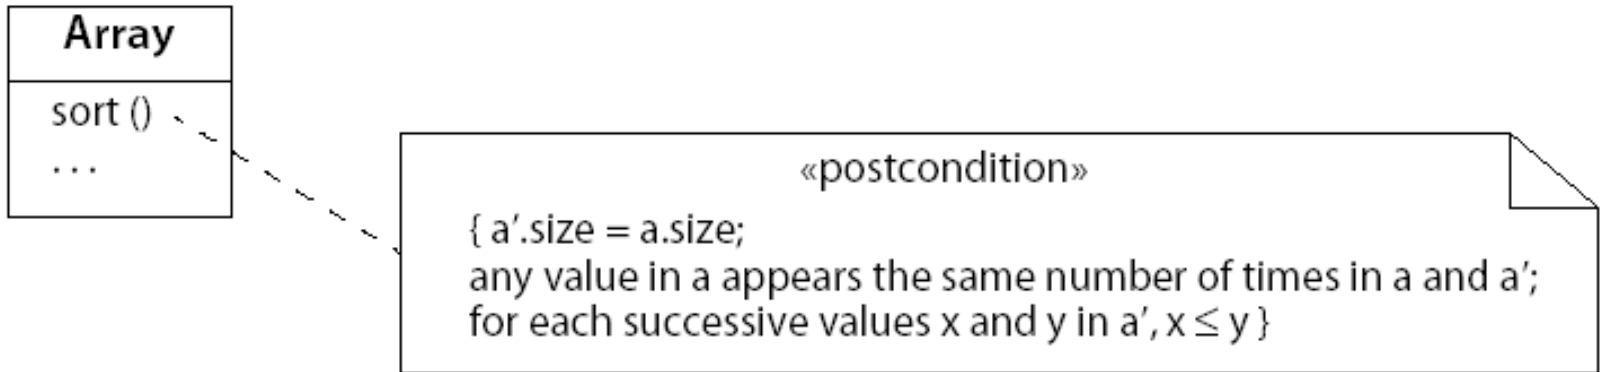 Array
sort ()
. . .
«postcondition»
{ a′.size = a.size;
any value in a appears the same number of times in a and a′;
for each successive values x and y in a′, x ≤ y }